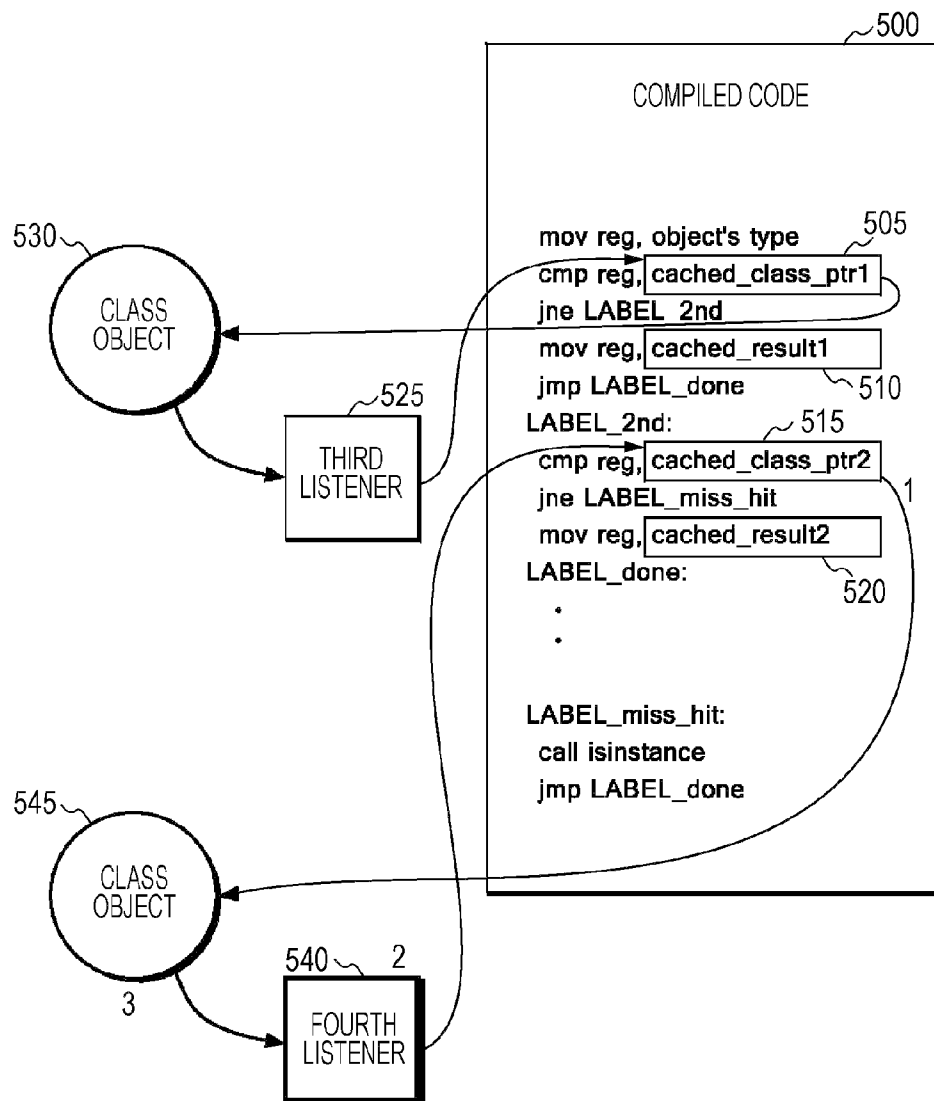 500
COMPILED CODE
530
CLASS
OBJECT
mov reg, object's type
505
cmp reg, cached_class_ptr1
jne LABEL_2nd
mov reg, cached_result1
jmp LABEL_done
510
525
THIRD
LISTENER
LABEL_2nd:
515
cmp reg, cached_class_ptr2
1
jne LABEL_miss_hit
mov reg, cached_result2
LABEL_done:
520
.
.
LABEL_miss_hit:
call isinstance
jmp LABEL_done
545
CLASS
OBJECT
3
540
2
FOURTH
LISTENER